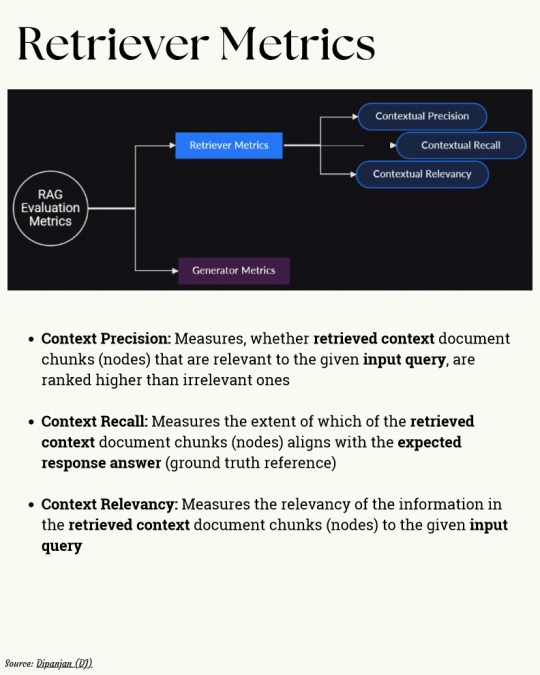 Retriever Metrics
Contextual Precision
Retriever Metrics
Contextual Recall
Contextual Relevancy
RAG
Evaluation
Metrics
Generator Metrics
• Context Precision: Measures, whether retrieved context document
chunks (nodes) that are relevant to the given input query, are
ranked higher than irrelevant ones
• Context Recall: Measures the extent of which of the retrieved
context document chunks (nodes) aligns with the expected
response answer (ground truth reference)
• Context Relevancy: Measures the relevancy of the information in
the retrieved context document chunks (nodes) to the given input
query
Source: Dipanjan (DJ)